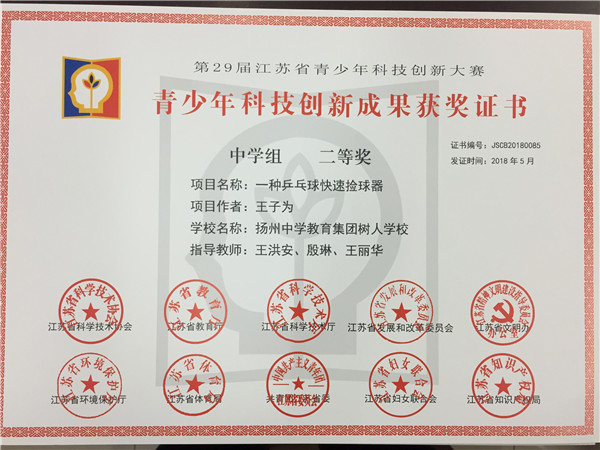 第29届江苏省青少年科技创新大赛
青少年科技创新成果获奖证书
证书编号：JSCB20180085
发证时间：2018年5月
中学组 二等奖
项目名称：一种乒乓球快速捡球器
项目作者：王子为
学校名称：扬州中学教育集团树人学校
指导教师：王洪安、殷琳、王丽华
江苏省科学技术协会
江苏省教育厅
江苏省科学技术厅
江苏省发展和改革委员会
江苏省文明办
江苏省环境保护厅
江苏省体育局
共青团江苏省委
江苏省妇女联合会
江苏省知识产权局